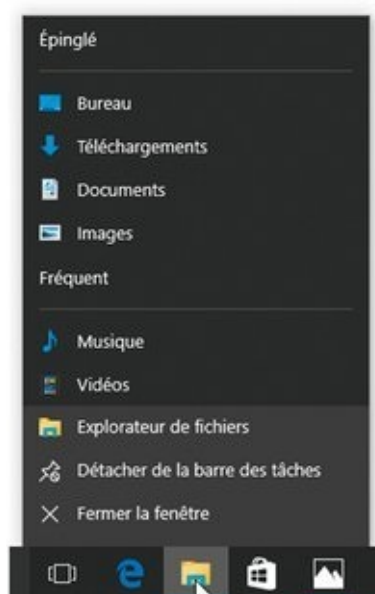 Épinglé
Bureau
Téléchargements
Documents
Images
Fréquent
Musique
Vidéos
Explorateur de fichiers
Détacher de la barre des tâches
Fermer la fenêtre